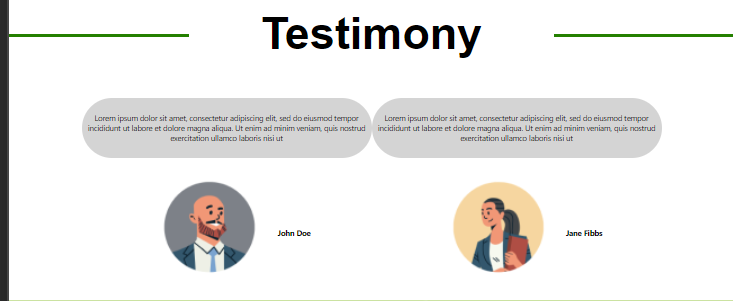 Testimony
Lorem ipsum dolor sit amet, consectetur adipiscing elit, sed do eiusmod tempor
incididunt ut labore et dolore magna aliqua. Ut enim ad minim veniam, quis nostrud
exercitation ullamco laboris nisi ut
Lorem ipsum dolor sit amet, consectetur adipiscing elit, sed do eiusmod tempor
incididunt ut labore et dolore magna aliqua. Ut enim ad minim veniam, quis nostrud
exercitation ullamco laboris nisi ut
John Doe
Jane Fibbs